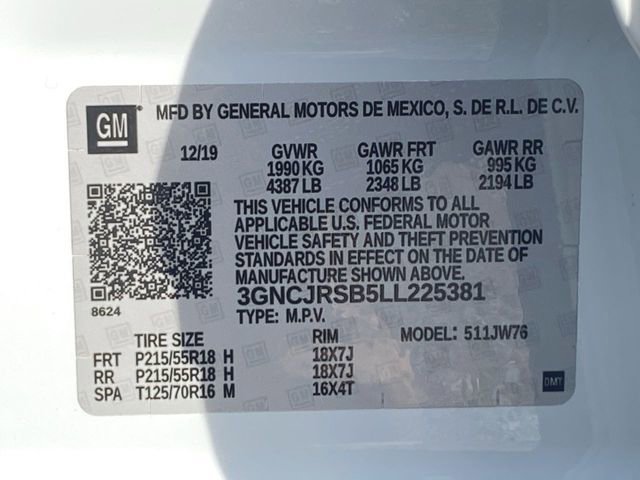 GM
MFD BY GENERAL MOTORS DE MEXICO, S. DE R.L. DE C.V.
12/19 GVWR GAWR FRT GAWR RR
1990 KG 1065 KG 995 KG
4387 LB 2348 LB 2194 LB
THIS VEHICLE CONFORMS TO ALL
APPLICABLE U.S. FEDERAL MOTOR
VEHICLE SAFETY AND THEFT PREVENTION
STANDARDS IN EFFECT ON THE DATE OF
MANUFACTURE SHOWN ABOVE.
3GNCJRSB5LL225381
8624
TYPE: M.P.V.
TIRE SIZE RIM MODEL: 511JW76
FRT P215/55R18 H 18X7J
RR P215/55R18 H 18X7J
SPA T125/70R16 M 16X4T
DMT